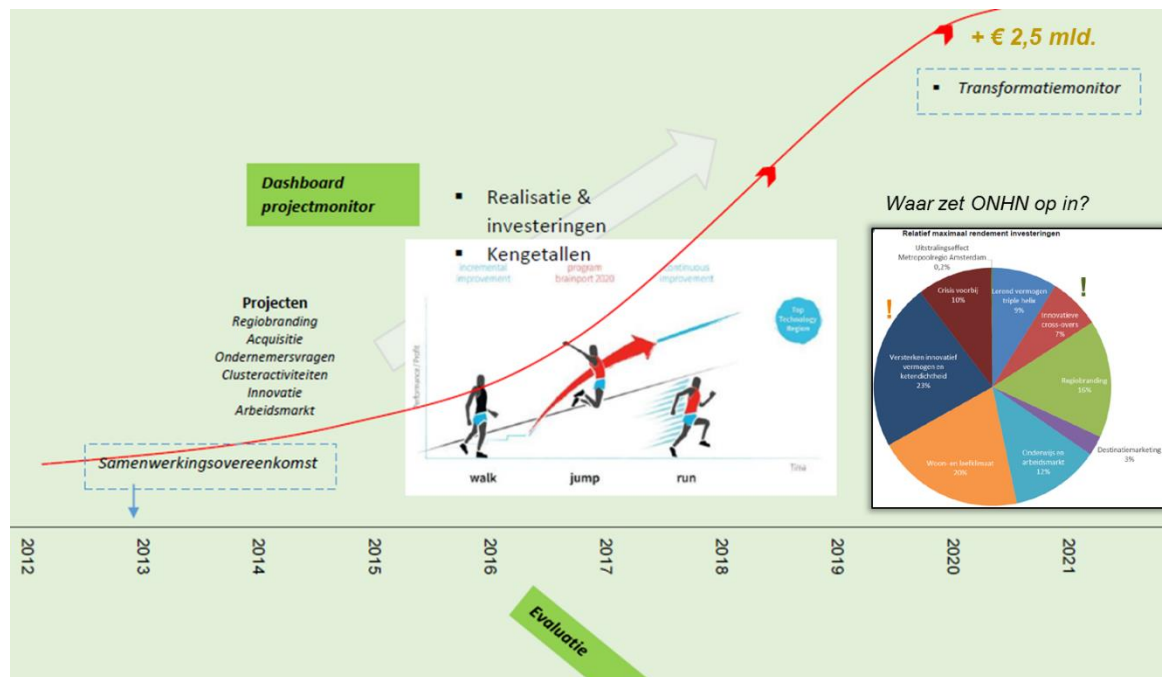 + € 2,5 mld.
▪ Transformatiemonitor
Dashboard
projectmonitor
▪ Realisatie &
investeringen
▪ Kengetallen
Waar zet ONHN op in?
Relatief maximaal rendement investeringen
Uitstralingseffect
Metropoolregio Amsterdam
0,2%
Crisis voorbij
10%
Lerend vermogen
triple helix
9%
!
!
Innovatieve
cross-overs
7%
Versterken innovatief
vermogen en
ketendichtheid
23%
Regiobranding
16%
Destinatiemarketing
3%
Onderwijs en
arbeidsmarkt
12%
Woon- en leefklimaat
20%
incremental
improvement
program
brainport 2020
continuous
improvement
Top
Technology
Region
Performance / Profit
Time
walk
jump
run
Projecten
Regiobranding
Acquisitie
Ondernemersvragen
Clusteractiviteiten
Innovatie
Arbeidsmarkt
Samenwerkingsovereenkomst
2012
2013
2014
2015
2016
2017
2018
2019
2020
2021
Evaluatie